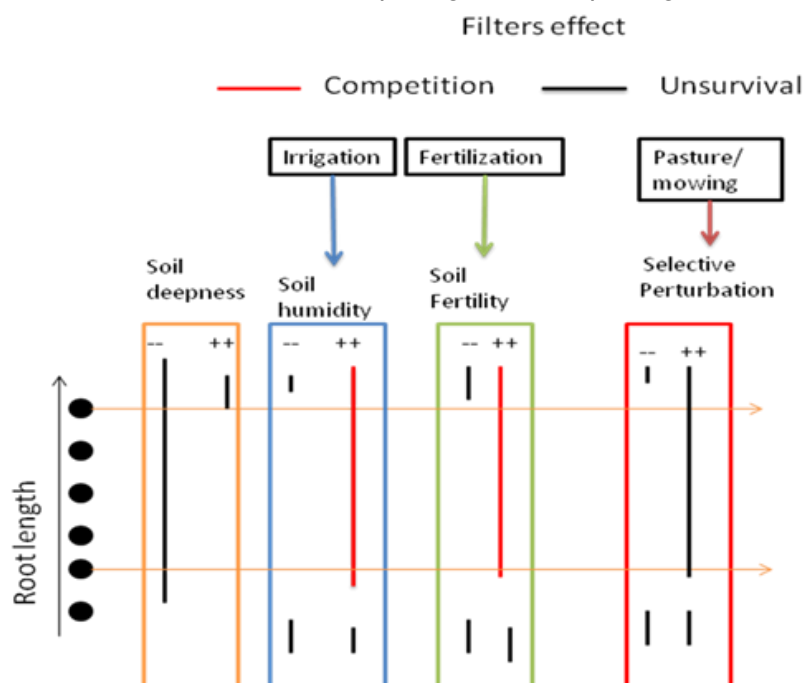 Filters effect
Competition Unsurvival
Irrigation Fertilization Pasture/
mowing
Soil
deepness
Soil
humidity
Soil
Fertility
Selective
Perturbation
-- ++ -- ++ -- ++ -- ++
Root length